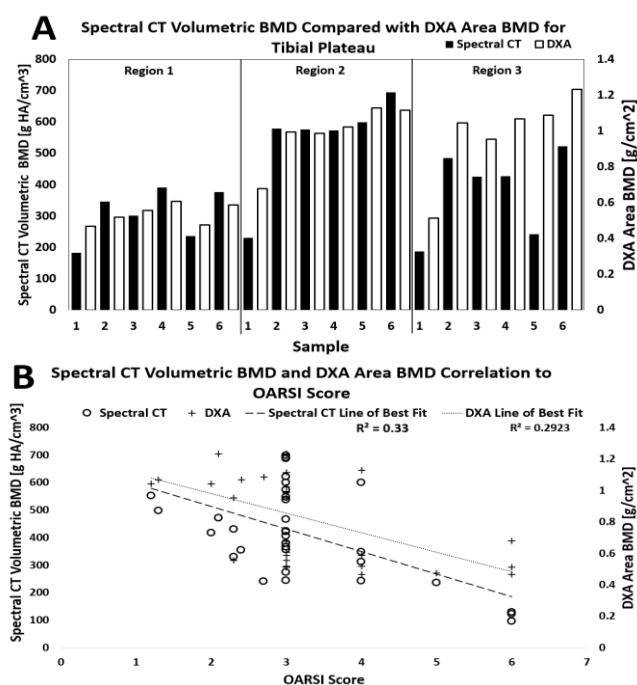 A
Spectral CT Volumetric BMD Compared with DXA Area BMD for
Tibial Plateau
Spectral CT DXA
Region 1 Region 2 Region 3
Spectral CT Volumetric BMD [g HA/cm^3]
800
700
600
500
400
300
200
100
0
1.4
1.2
1
0.8
0.6
0.4
0.2
0
DXA Area BMD [g/cm^2]
1 2 3 4 5 6 1 2 3 4 5 6 1 2 3 4 5 6
Sample
B
Spectral CT Volumetric BMD and DXA Area BMD Correlation to
OARSI Score
Spectral CT DXA Spectral CT Line of Best Fit DXA Line of Best Fit
R² = 0.33 R² = 0.2923
Spectral CT Volumetric BMD [g HA/cm^3]
800
700
600
500
400
300
200
100
0
1.4
1.2
1
0.8
0.6
0.4
0.2
0
DXA Area BMD [g/cm^2]
0 1 2 3 4 5 6 7
OARSI Score